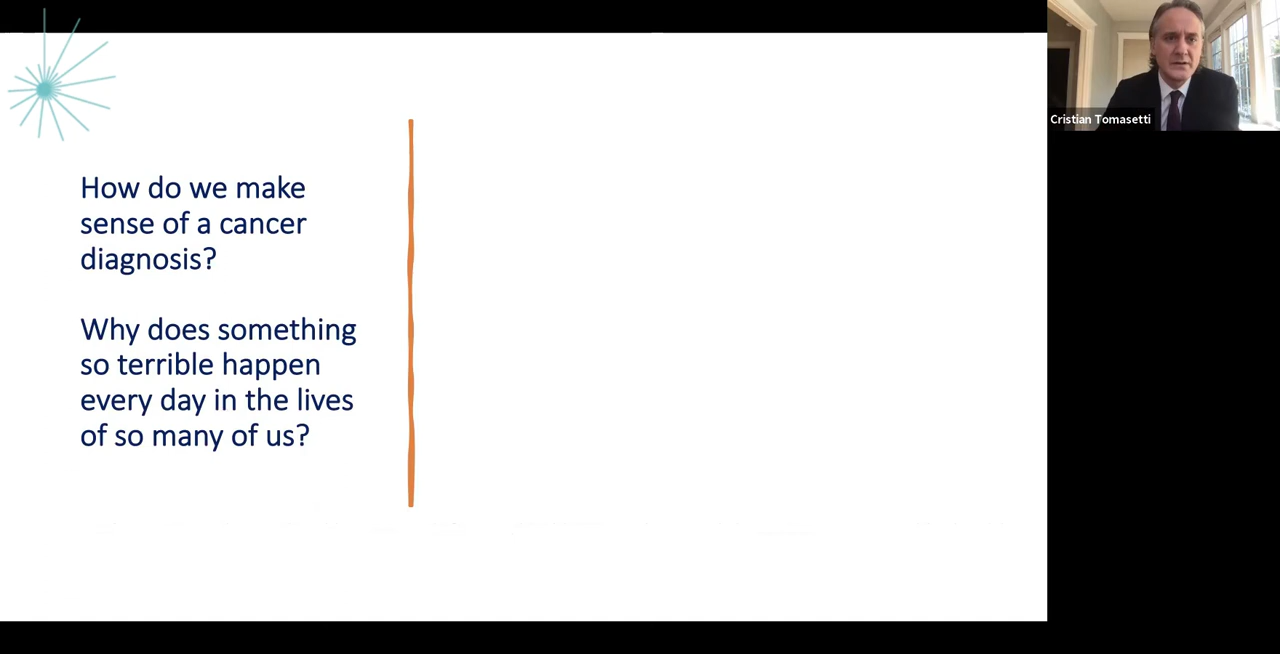 How do we make
sense of a cancer
diagnosis?
Why does something
so terrible happen
every day in the lives
of so many of us?
Cristian Tomasetti